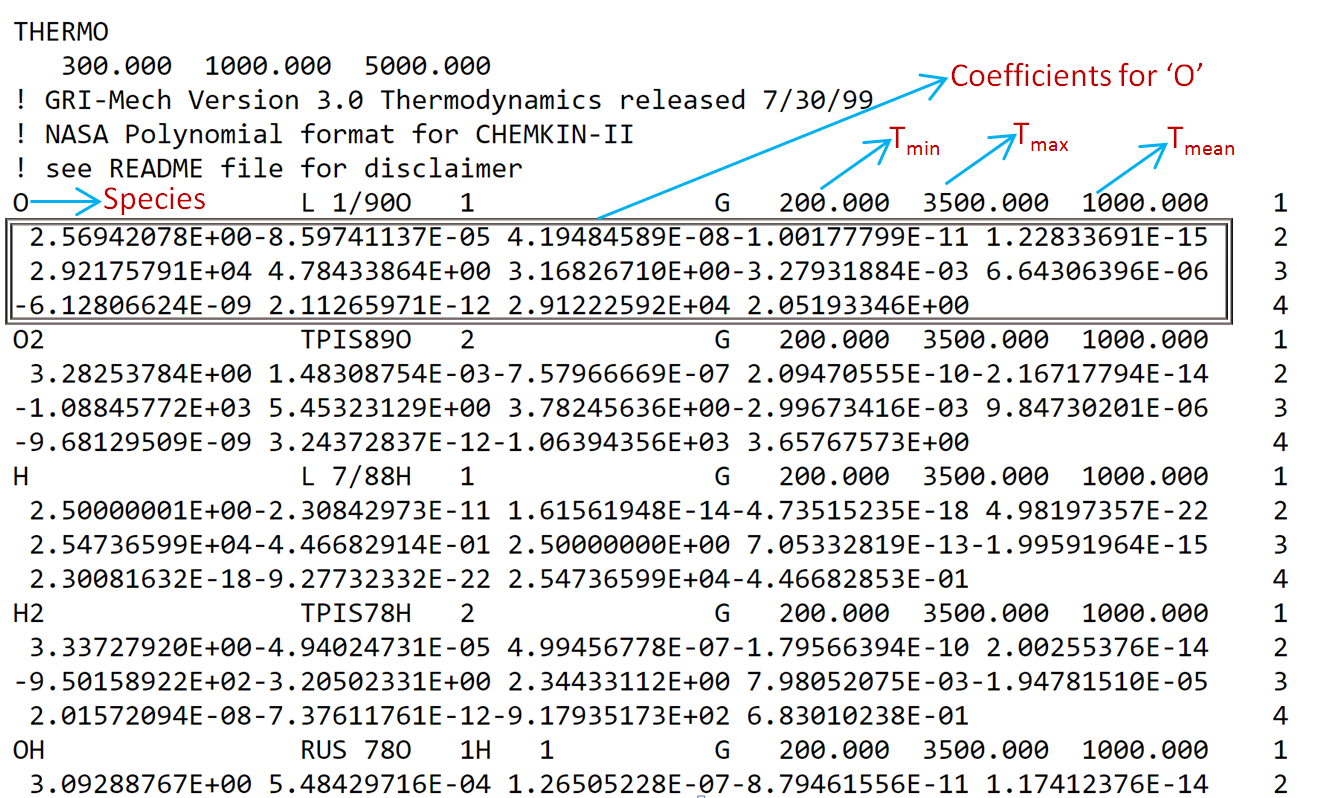 THERMO
300.000 1000.000 5000.000
Coefficients for ‘O’
! GRI-Mech Version 3.0 Thermodynamics released 7/30/99
! NASA Polynomial format for CHEMKIN-II
Tmin Tmax Tmean
! see README file for disclaimer
O Species L 1/90O 1 G 200.000 3500.000 1000.000 1
2.56942078E+00-8.59741137E-05 4.19484589E-08-1.00177799E-11 1.22833691E-15 2
2.92175791E+04 4.78433864E+00 3.16826710E+00-3.27931884E-03 6.64306396E-06 3
-6.12806624E-09 2.11265971E-12 2.91222592E+04 2.05193346E+00 4
O2 TPIS89O 2 G 200.000 3500.000 1000.000 1
3.28253784E+00 1.48308754E-03-7.57966669E-07 2.09470555E-10-2.16717794E-14 2
-1.08845772E+03 5.45323129E+00 3.78245636E+00-2.99673416E-03 9.84730201E-06 3
-9.68129509E-09 3.24372837E-12-1.06394356E+03 3.65767573E+00 4
H L 7/88H 1 G 200.000 3500.000 1000.000 1
2.50000001E+00-2.30842973E-11 1.61561948E-14-4.73515235E-18 4.98197357E-22 2
2.54736599E+04-4.46682914E-01 2.50000000E+00 7.05332819E-13-1.99591964E-15 3
2.30081632E-18-9.27732332E-22 2.54736599E+04-4.46682853E-01 4
H2 TPIS78H 2 G 200.000 3500.000 1000.000 1
3.33727920E+00-4.94024731E-05 4.99456778E-07-1.79566394E-10 2.00255376E-14 2
-9.50158922E+02-3.20502331E+00 2.34433112E+00 7.98052075E-03-1.94781510E-05 3
2.01572094E-08-7.37611761E-12-9.17935173E+02 6.83010238E-01 4
OH RUS 78O 1H 1 G 200.000 3500.000 1000.000 1
3.09288767E+00 5.48429716E-04 1.26505228E-07-8.79461556E-11 1.17412376E-14 2